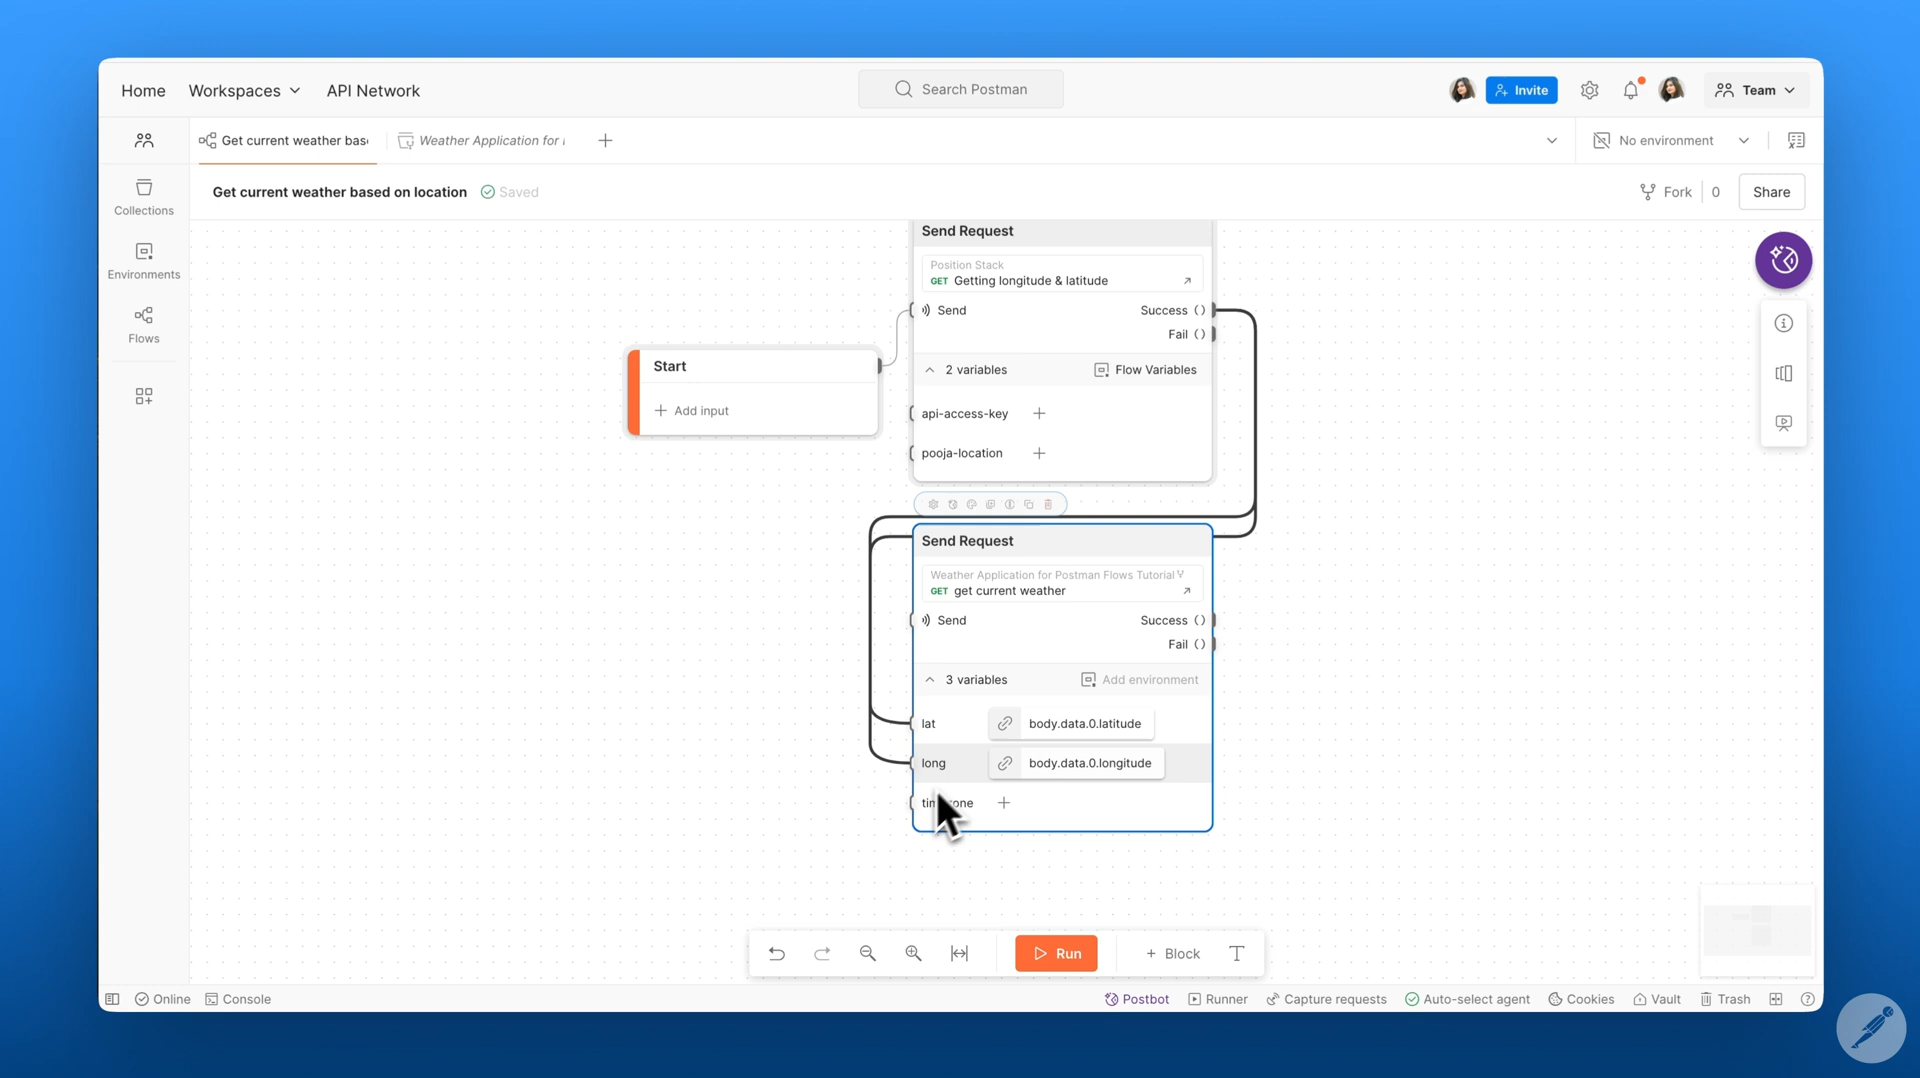 Home
Workspaces
API Network
Search Postman
Invite
Team
Get current weather bas
Weather Application for
No environment
Get current weather based on location
Saved
Fork
0
Share
Collections
Environments
Flows
Send Request
Position Stack
GET Getting longitude & latitude
Send
Success ()
Fail ()
2 variables
Flow Variables
api-access-key
pooja-location
Start
Add input
Send Request
Weather Application for Postman Flows Tutorial
GET get current weather
Send
Success ()
Fail ()
3 variables
Add environment
lat
body.data.0.latitude
long
body.data.0.longitude
Run
Block
Online
Console
Postbot
Runner
Capture requests
Auto-select agent
Cookies
Vault
Trash